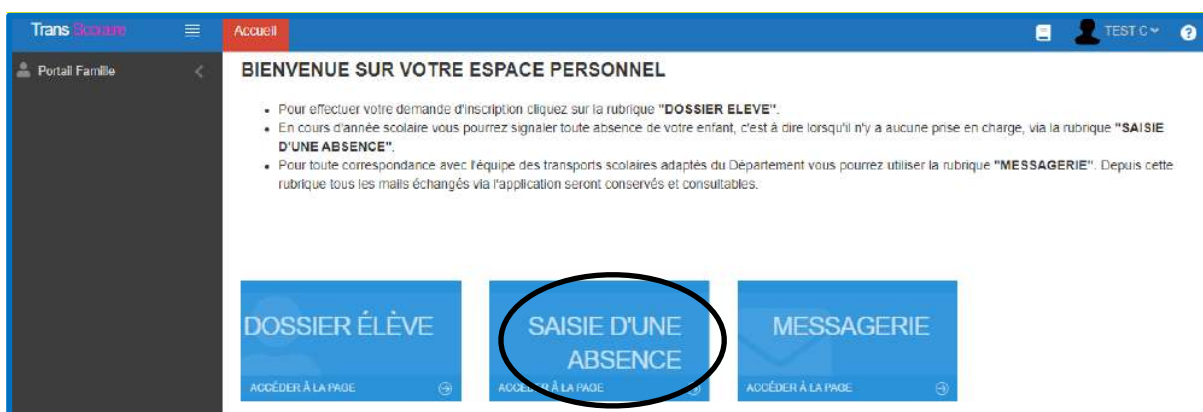 Trans Scolaire
Accueil
TEST C
Portail Famille
BIENVENUE SUR VOTRE ESPACE PERSONNEL
• Pour effectuer votre demande d'inscription cliquez sur la rubrique "DOSSIER ELEVE".
• En cours d'année scolaire vous pourrez signaler toute absence de votre enfant, c'est à dire lorsqu'il n'y a aucune prise en charge, via la rubrique "SAISIE
D'UNE ABSENCE".
• Pour toute correspondance avec l'équipe des transports scolaires adaptés du Département vous pourrez utiliser la rubrique "MESSAGERIE". Depuis cette
rubrique tous les mails échangés via l'application seront conservés et consultables.
DOSSIER ÉLÈVE
ACCÉDER À LA PAGE
SAISIE D'UNE
ABSENCE
ACCÉDER À LA PAGE
MESSAGERIE
ACCÉDER À LA PAGE